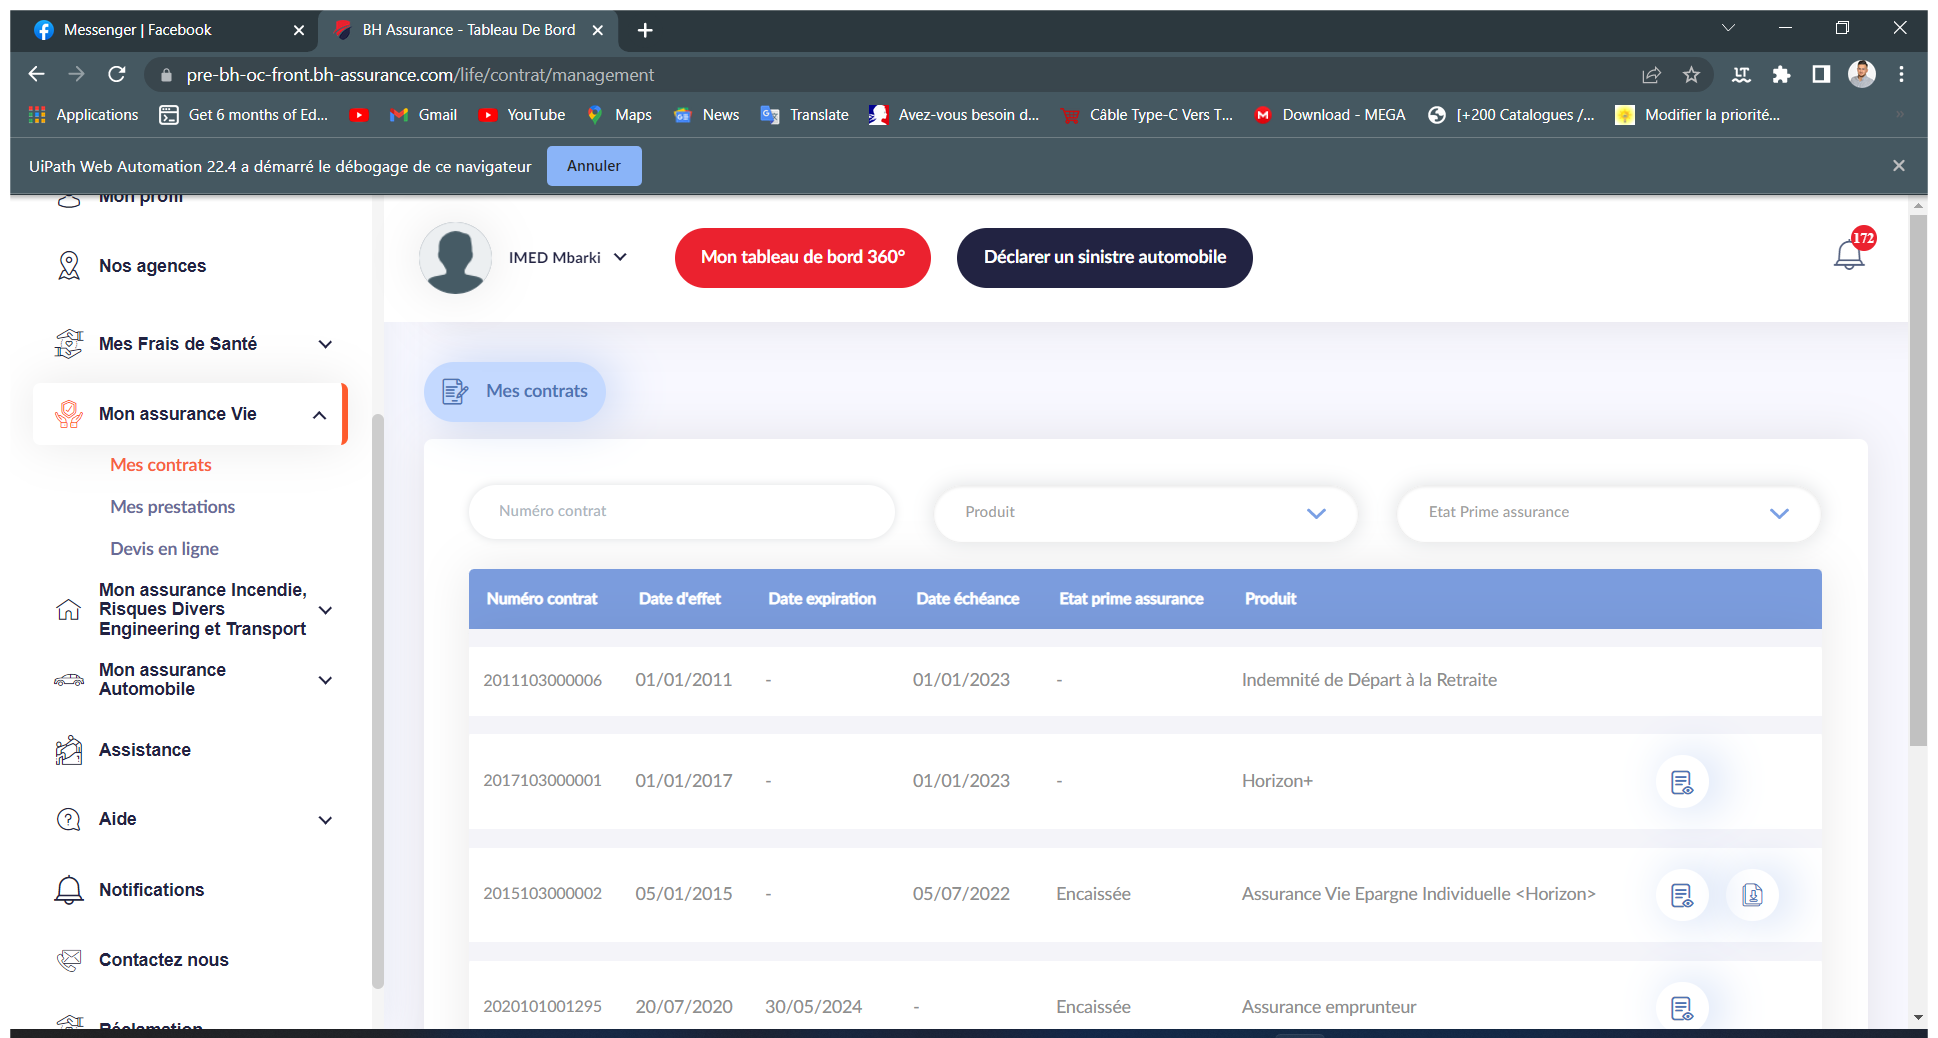 Messenger | Facebook
BH Assurance - Tableau De Bord
pre-bh-oc-front.bh-assurance.com/life/contrat/management
Applications
Get 6 months of Ed...
Gmail
YouTube
Maps
News
Translate
Avez-vous besoin d...
Câble Type-C Vers T...
Download - MEGA
[+200 Catalogues /...
Modifier la priorité...
UiPath Web Automation 22.4 a démarré le débogage de ce navigateur
Annuler
Mon profil
Nos agences
Mes Frais de Santé
Mon assurance Vie
Mes contrats
Mes prestations
Devis en ligne
Mon assurance Incendie,
Risques Divers
Engineering et Transport
Mon assurance
Automobile
Assistance
Aide
Notifications
Contactez nous
Réclamation
IMED Mbarki
Mon tableau de bord 360°
Déclarer un sinistre automobile
172
Mes contrats
Numéro contrat
Produit
Etat Prime assurance
Numéro contrat Date d'effet Date expiration Date échéance Etat prime assurance Produit
2011103000006 01/01/2011 - 01/01/2023 - Indemnité de Départ à la Retraite
2017103000001 01/01/2017 - 01/01/2023 - Horizon+
2015103000002 05/01/2015 - 05/07/2022 Encaissée Assurance Vie Epargne Individuelle <Horizon>
2020101001295 20/07/2020 30/05/2024 - Encaissée Assurance emprunteur